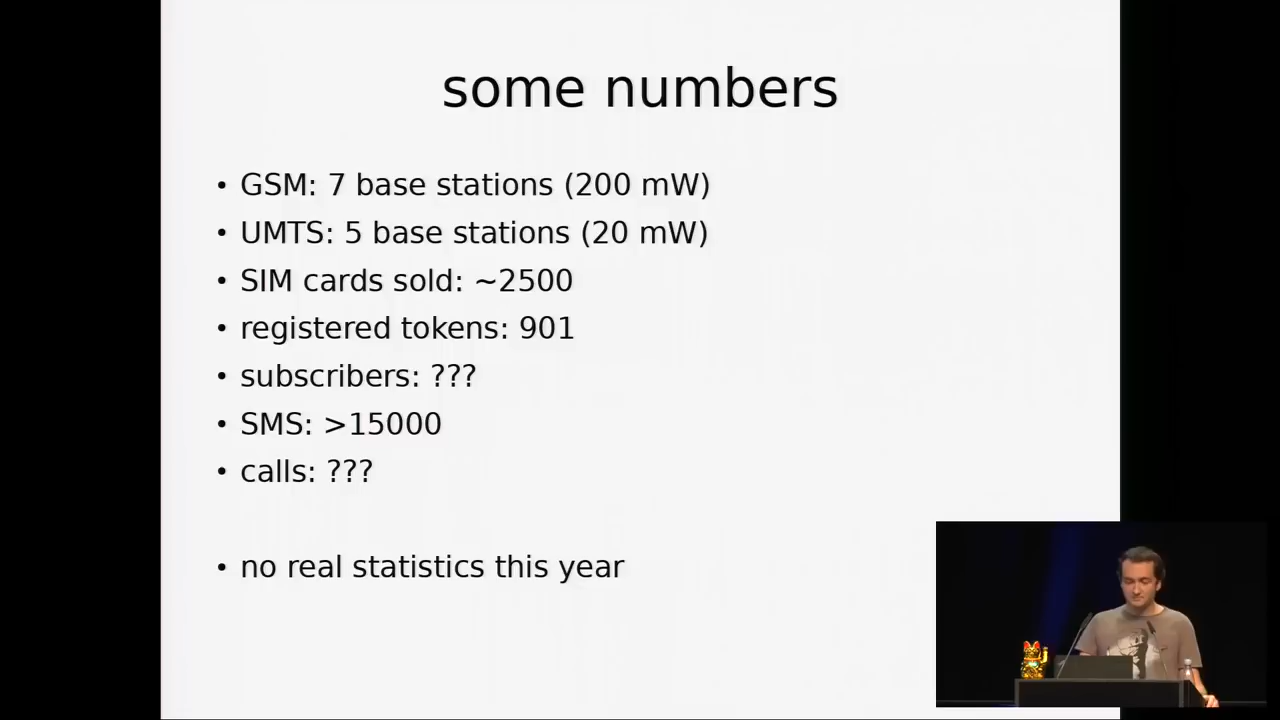 some numbers
• GSM: 7 base stations (200 mW)
• UMTS: 5 base stations (20 mW)
• SIM cards sold: ~2500
• registered tokens: 901
• subscribers: ???
• SMS: >15000
• calls: ???
• no real statistics this year